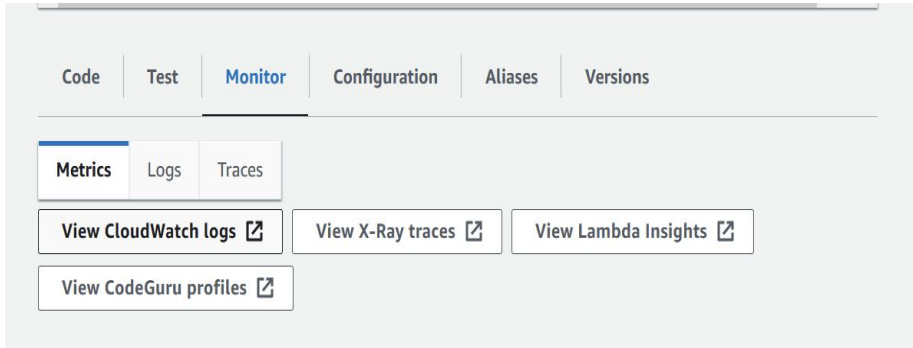 Code Test Monitor Configuration Aliases Versions
Metrics Logs Traces
View CloudWatch logs View X-Ray traces View Lambda Insights
View CodeGuru profiles